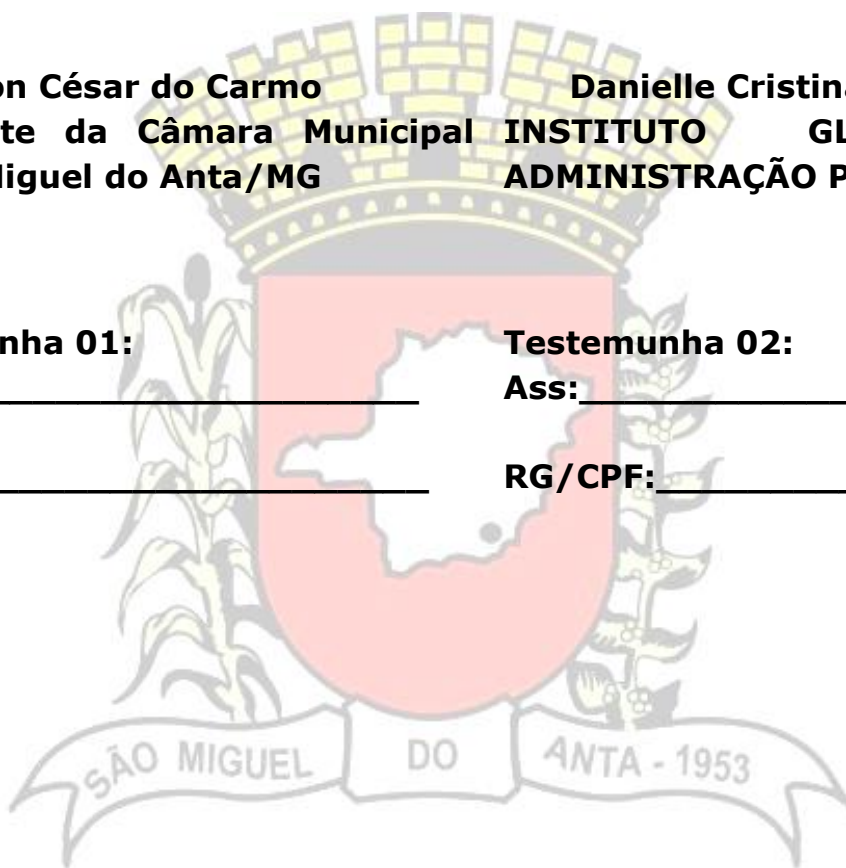 on César do Carmo
te da Câmara Municipal
Miguel do Anta/MG
Danielle Cristina
INSTITUTO GL
ADMINISTRAÇÃO P
nha 01:
Testemunha 02:
Ass:
RG/CPF:
SÃO MIGUEL DO ANTA - 1953